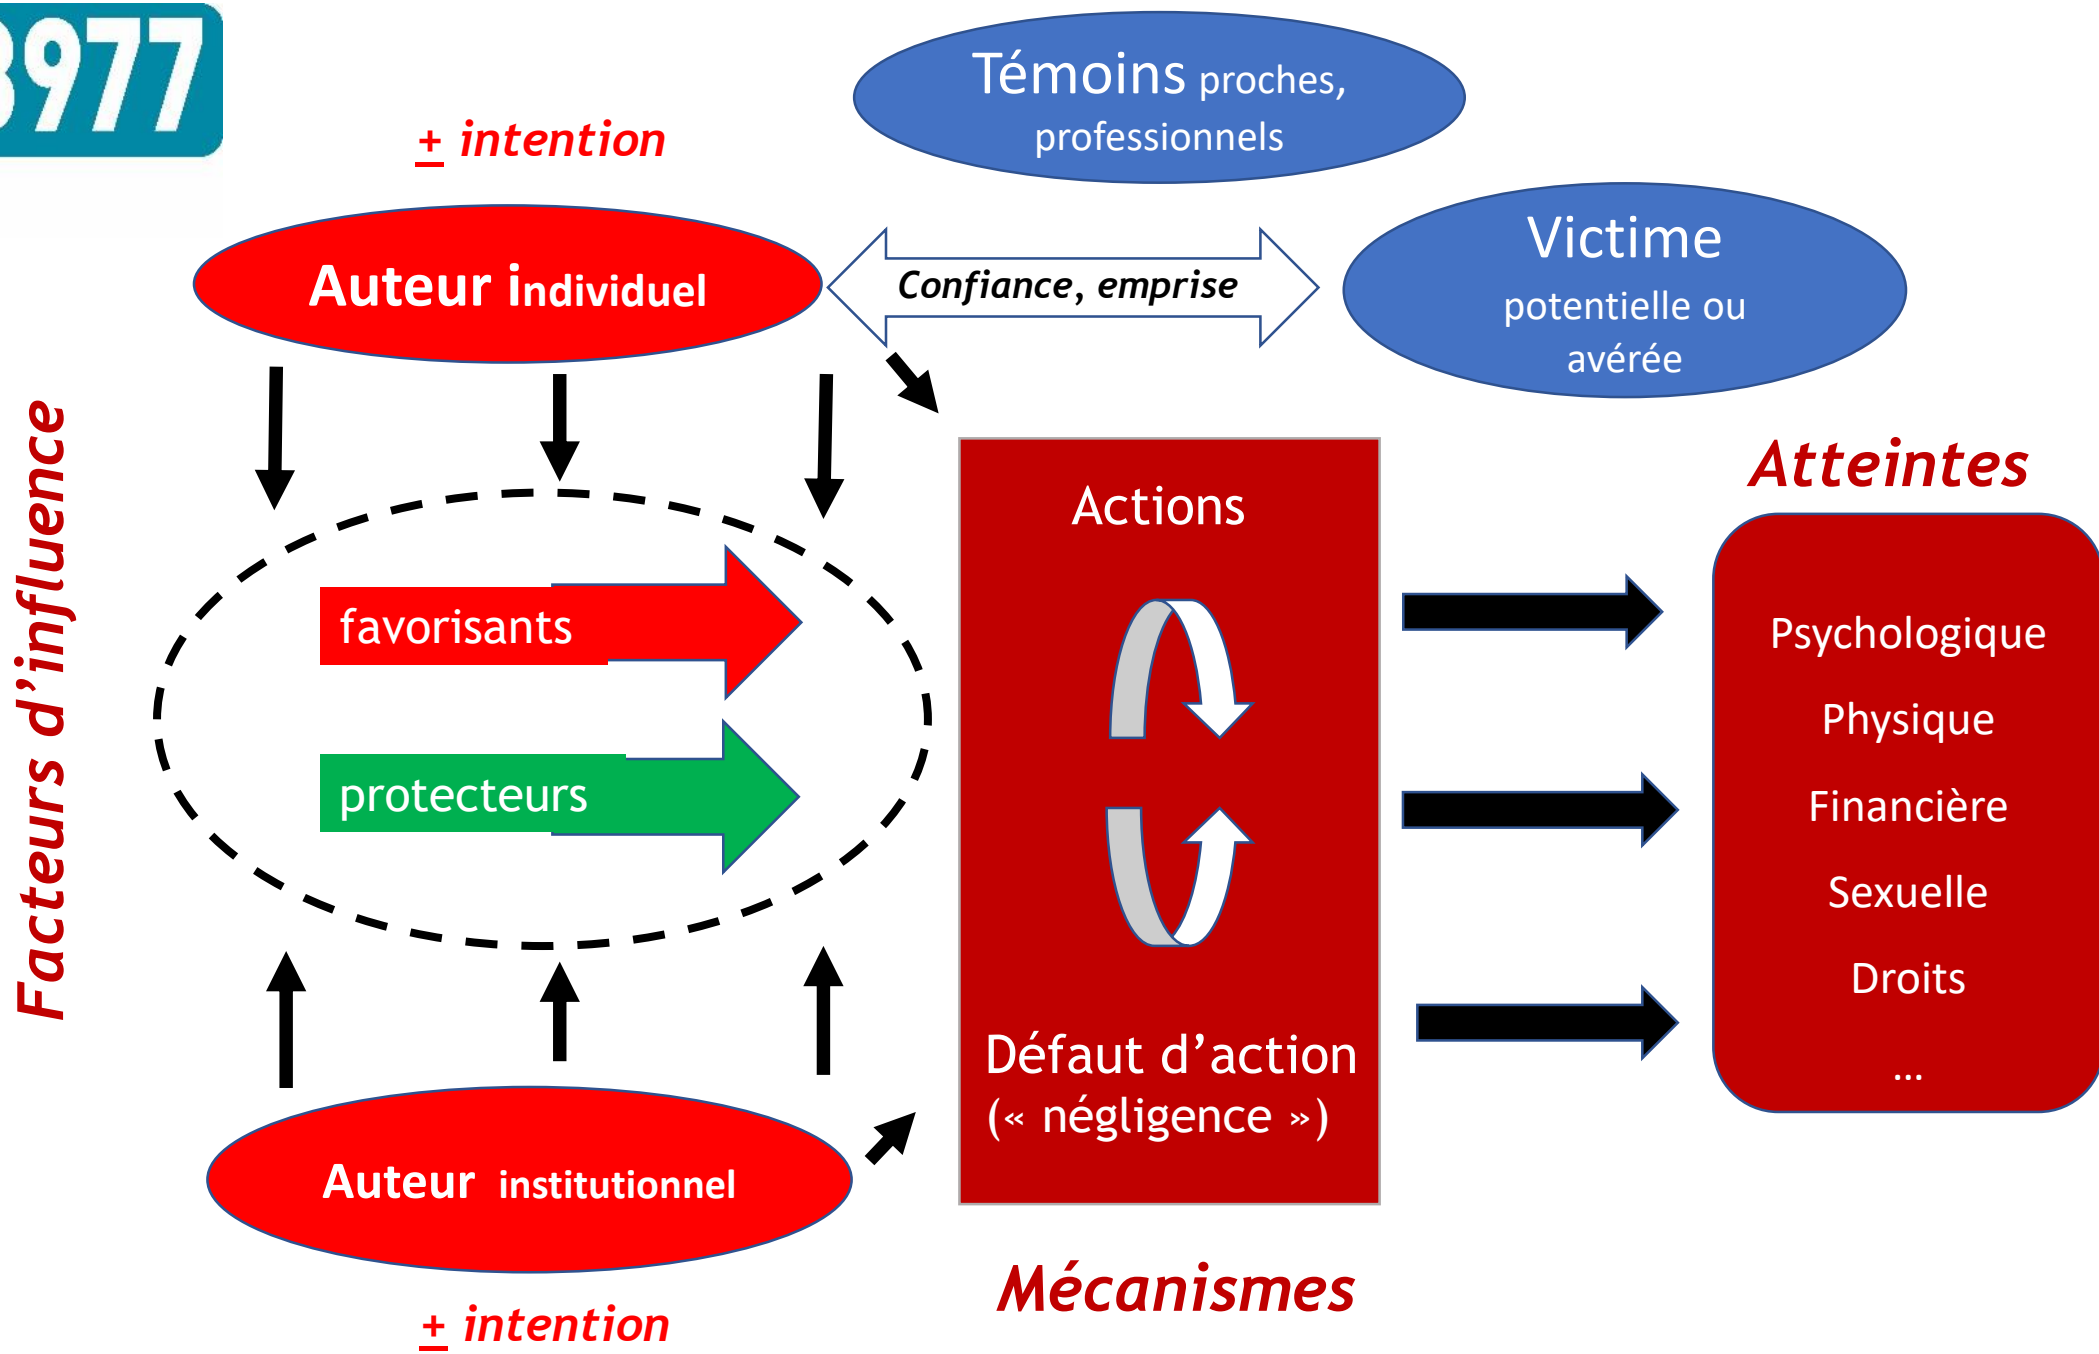 3977
± intention
Témoins proches,
professionnels
Auteur individuel
Confiance, emprise
Victime
potentielle ou
avérée
Facteurs d’influence
favorisants
protecteurs
Actions
Défaut d’action
(« négligence »)
Mécanismes
Atteintes
Psychologique
Physique
Financière
Sexuelle
Droits
...
Auteur institutionnel
± intention